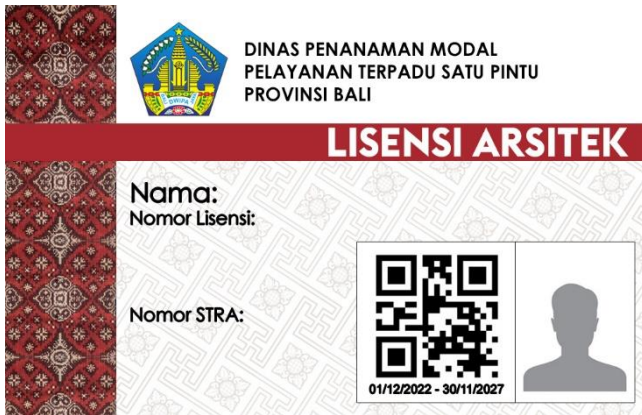 DINAS PENANAMAN MODAL
PELAYANAN TERPADU SATU PINTU
PROVINSI BALI
LISENSI ARSITEK
Nama:
Nomor Lisensi:
Nomor STRA:
01/12/2022 - 30/11/2027